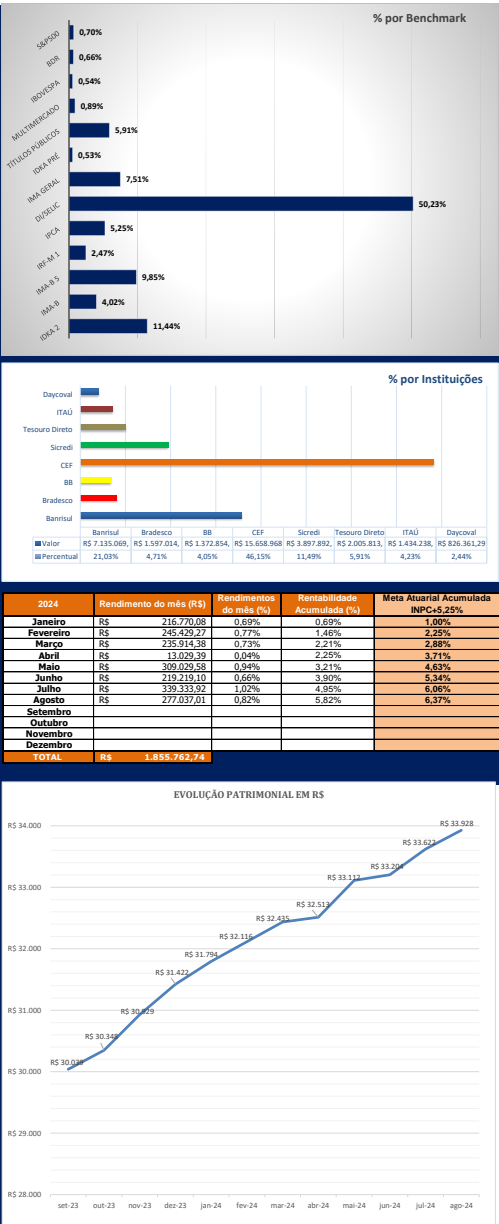 % por Benchmark
S&P500 0,70%
BDR 0,66%
IBOVESPA 0,54%
MULTIMERCADO 0,89%
TÍTULOS PÚBLICOS 5,91%
IDKA PRÉ 0,53%
IMA GERAL 7,51%
DI/SELIC 50,23%
IPCA 5,25%
IRF-M 1 2,47%
IMA-B 5 9,85%
IMA-B 4,02%
IDKA 2 11,44%
% por Instituições
Daycoval
ITAÚ
Tesouro Direto
Sicredi
CEF
BB
Bradesco
Banrisul
Banrisul Bradesco BB CEF Sicredi Tesouro Direto ITAÚ Daycoval
Valor R$ 7.135.069, R$ 1.597.014, R$ 1.372.854, R$ 15.658.968 R$ 3.897.892, R$ 2.005.813, R$ 1.434.238, R$ 826.361,29
Percentual 21,03% 4,71% 4,05% 46,15% 11,49% 5,91% 4,23% 2,44%
2024 Rendimento do mês (R$) Rendimentos do mês (%) Rentabilidade Acumulada (%) Meta Atuarial Acumulada INPC+5,25%
Janeiro R$ 216.770,08 0,69% 0,69% 1,00%
Fevereiro R$ 245.429,27 0,77% 1,46% 2,25%
Março R$ 235.914,38 0,73% 2,21% 2,88%
Abril R$ 13.029,39 0,04% 2,25% 3,71%
Maio R$ 309.029,58 0,94% 3,21% 4,63%
Junho R$ 219.219,10 0,66% 3,90% 5,34%
Julho R$ 339.333,92 1,02% 4,95% 6,06%
Agosto R$ 277.037,01 0,82% 5,82% 6,37%
Setembro
Outubro
Novembro
Dezembro
TOTAL R$ 1.855.762,74
EVOLUÇÃO PATRIMONIAL EM R$
R$ 34.000
R$ 33.000
R$ 32.000
R$ 31.000
R$ 30.000
R$ 29.000
R$ 28.000
R$ 30.039
R$ 30.348
R$ 30.929
R$ 31.422
R$ 31.794
R$ 32.116
R$ 32.435
R$ 32.513
R$ 33.112
R$ 33.204
R$ 33.622
R$ 33.928
set-23 out-23 nov-23 dez-23 jan-24 fev-24 mar-24 abr-24 mai-24 jun-24 jul-24 ago-24